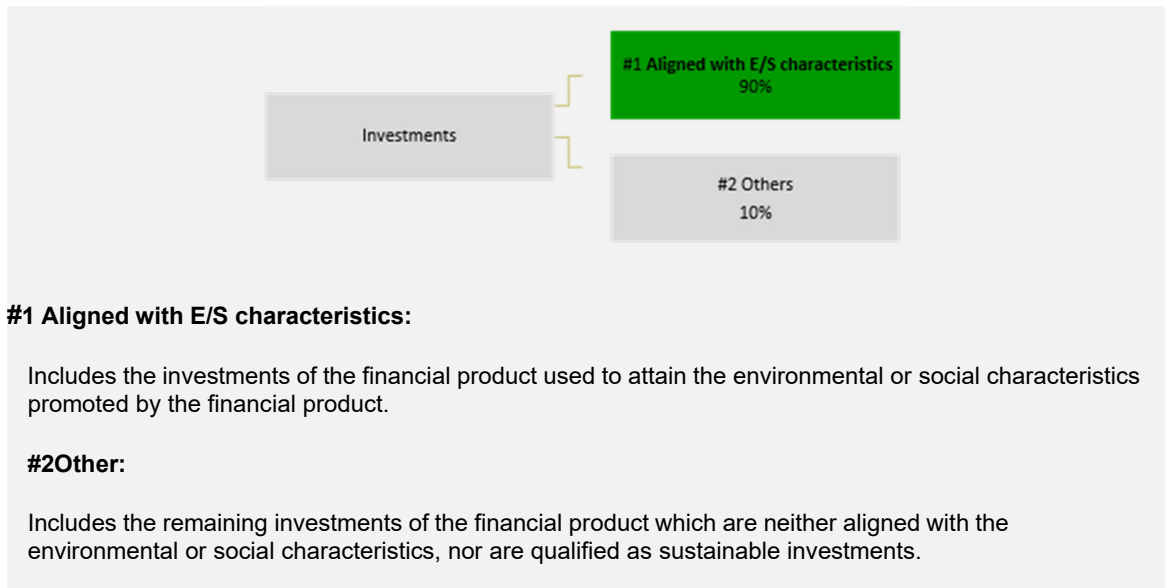 #1 Aligned with E/S characteristics
90%
Investments
#2 Others
10%
#1 Aligned with E/S characteristics:
Includes the investments of the financial product used to attain the environmental or social characteristics
promoted by the financial product.
#2Other:
Includes the remaining investments of the financial product which are neither aligned with the
environmental or social characteristics, nor are qualified as sustainable investments.